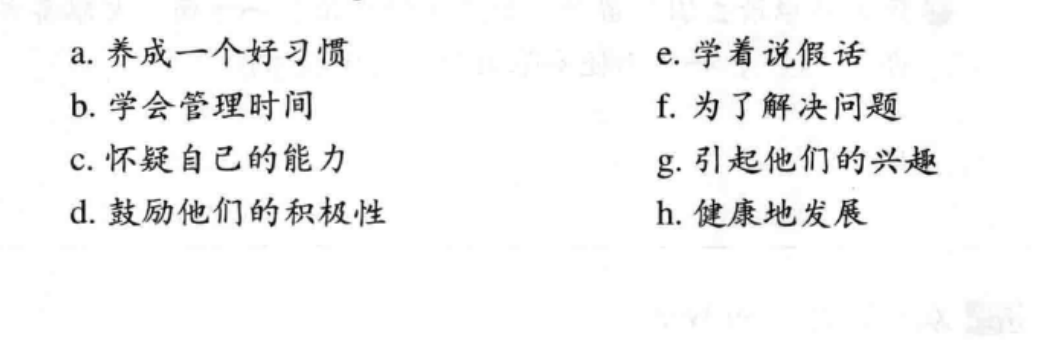 a. 养成一个好习惯
b. 学会管理时间
c. 怀疑自己的能力
d. 鼓励他们的积极性
e. 学着说假话
f. 为了解决问题
g. 引起他们的兴趣
h. 健康地发展